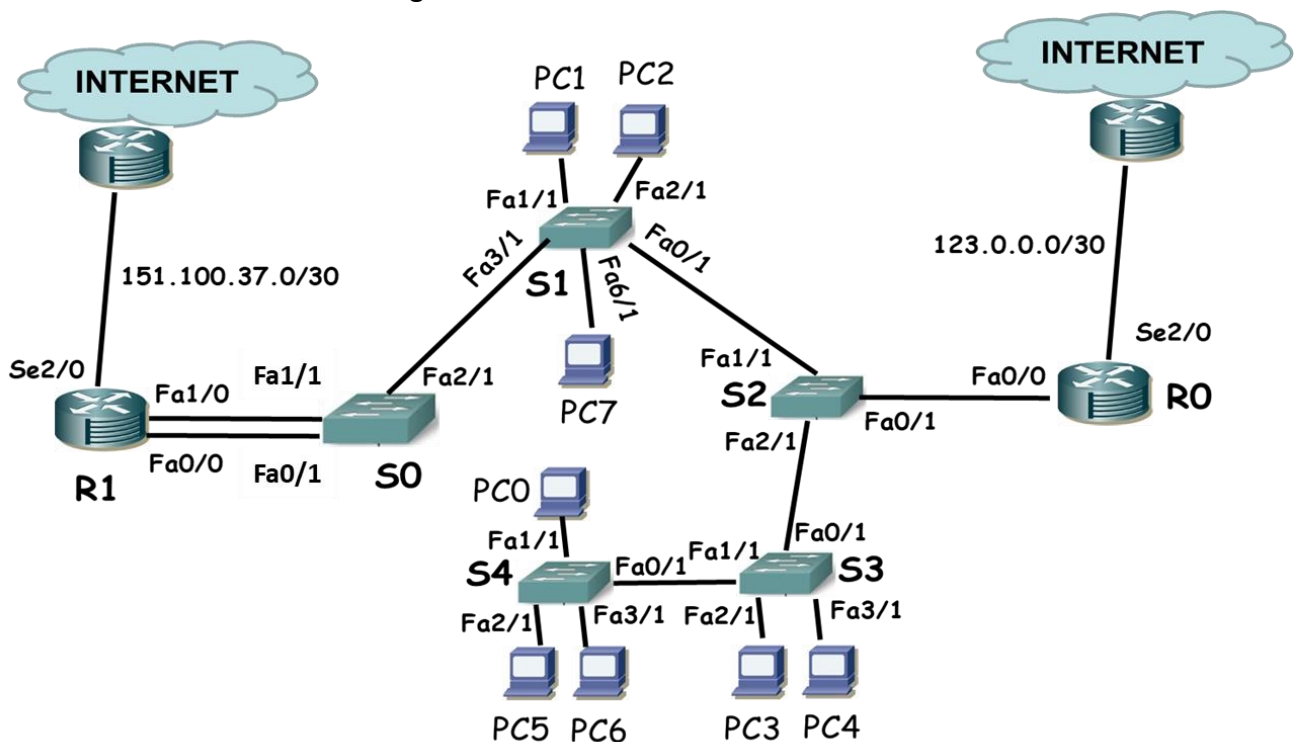 INTERNET
INTERNET
PC1
PC2
Fa1/1
Fa2/1
Fa3/1
S1
Fa6/1
Fa0/1
151.100.37.0/30
123.0.0.0/30
Se2/0
Se2/0
Fa1/0
Fa1/1
Fa2/1
PC7
Fa1/1
S2
Fa0/0
R0
Fa0/1
Fa2/1
Fa0/0
Fa0/1
R1
S0
PC0
Fa1/1
S4
Fa0/1
Fa1/1
Fa0/1
S3
Fa2/1
Fa3/1
Fa2/1
Fa3/1
PC5
PC6
PC3
PC4